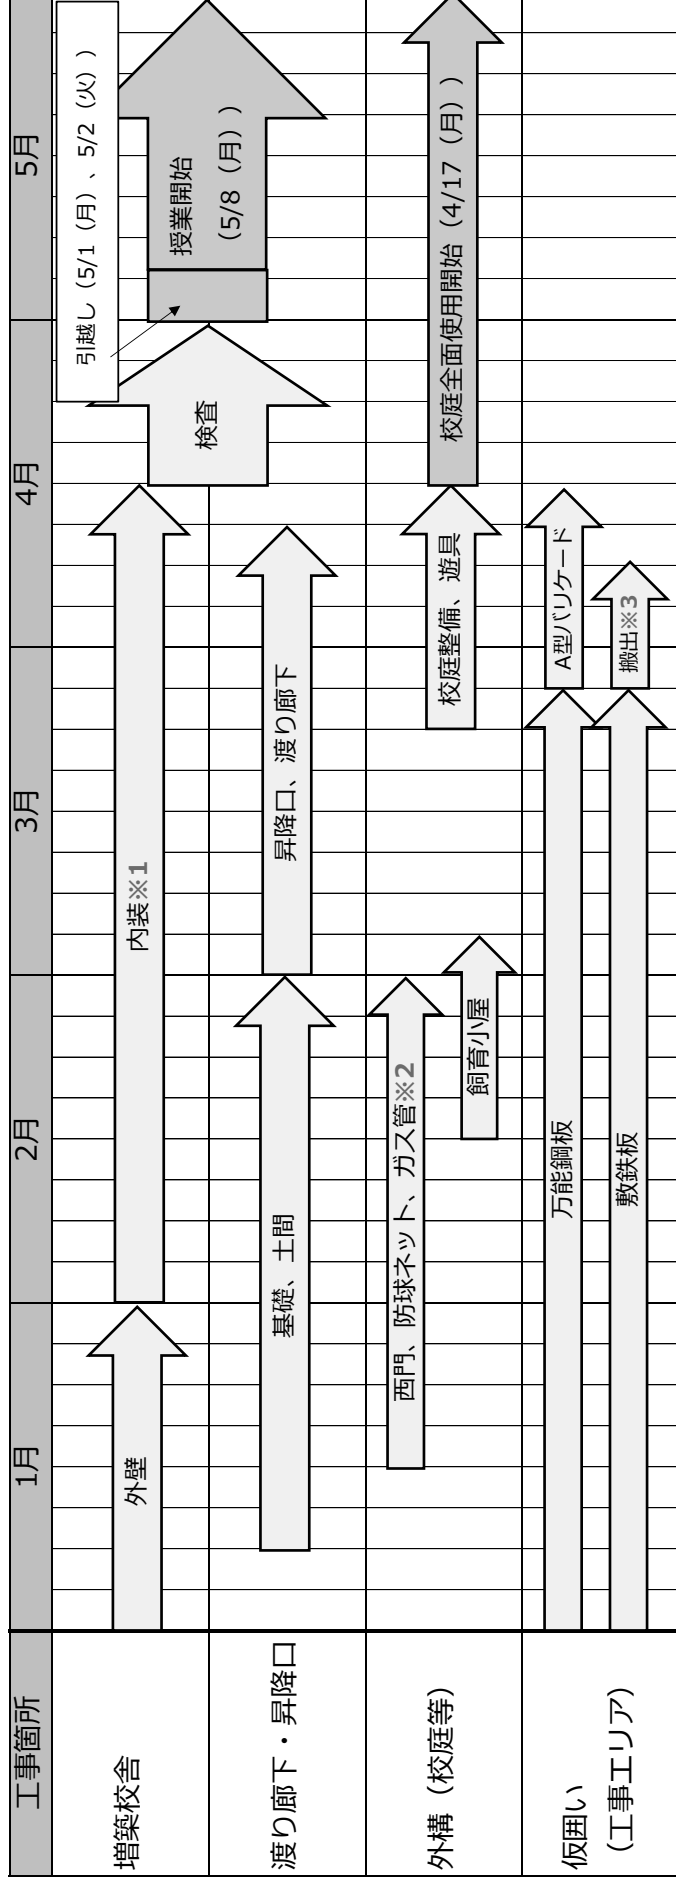 工事箇所
1月
2月
3月
4月
5月
増築校舎
外壁
内装※1
検査
引越し（5/1（月）、5/2（火））
授業開始
（5/8（月））
渡り廊下・昇降口
基礎、土間
昇降口、渡り廊下
外構（校庭等）
西門、防球ネット、ガス管※2
飼育小屋
校庭整備、遊具
校庭全面使用開始（4/17（月））
仮囲い
（工事エリア）
万能鋼板
A型バリケード
敷鉄板
搬出※3